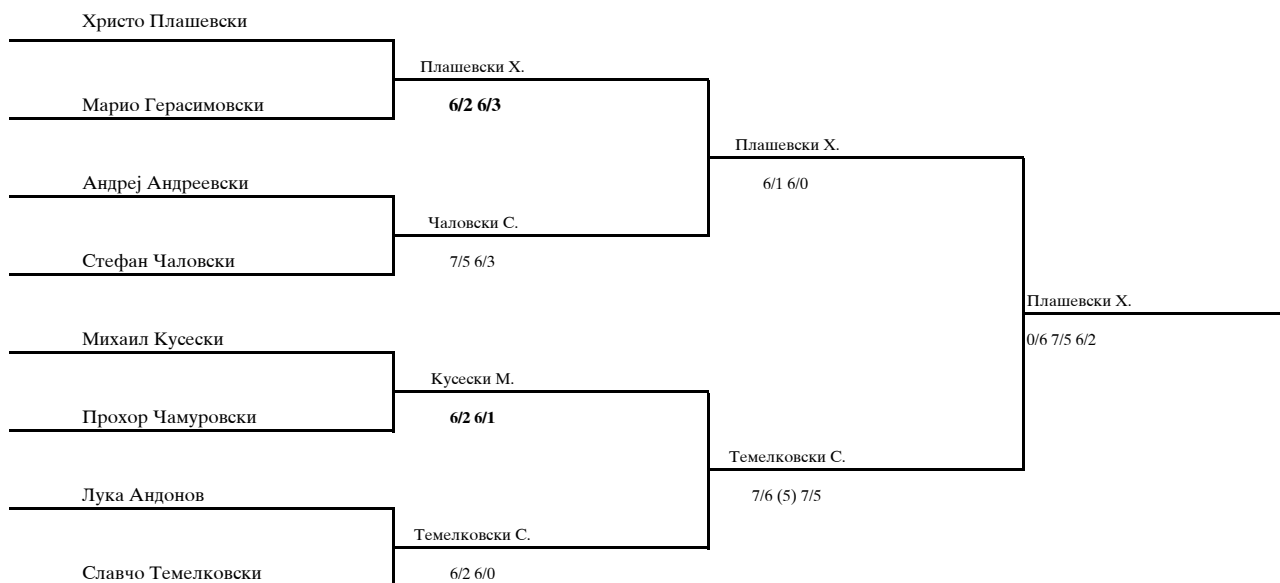 Христо Плашевски
Плашевски Х.
Марио Герасимовски
6/2 6/3
Плашевски Х.
Андреј Андреевски
6/1 6/0
Чаловски С.
Стефан Чаловски
7/5 6/3
Плашевски Х.
Михаил Кусески
0/6 7/5 6/2
Кусески М.
Прохор Чамуровски
6/2 6/1
Темелковски С.
Лука Андонов
7/6 (5) 7/5
Темелковски С.
Славчо Темелковски
6/2 6/0